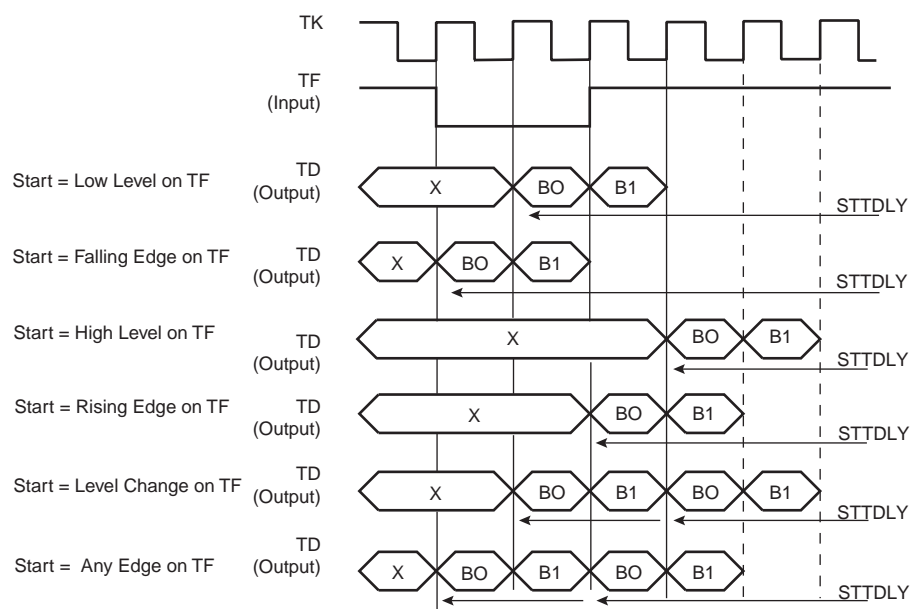 TK
TF
(Input)
Start = Low Level on TF
TD
(Output)
X
BO
B1
STTDLY
Start = Falling Edge on TF
TD
(Output)
X
BO
B1
STTDLY
Start = High Level on TF
TD
(Output)
X
BO
B1
STTDLY
Start = Rising Edge on TF
TD
(Output)
X
BO
B1
STTDLY
Start = Level Change on TF
TD
(Output)
X
BO
B1
BO
B1
STTDLY
Start = Any Edge on TF
TD
(Output)
X
BO
B1
BO
B1
STTDLY